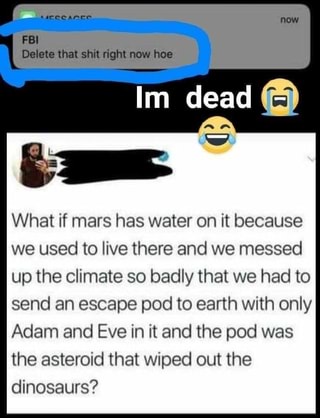 MESSAGES
now
FBI
Delete that shit right now hoe
Im dead 😭
😂
What if mars has water on it because
we used to live there and we messed
up the climate so badly that we had to
send an escape pod to earth with only
Adam and Eve in it and the pod was
the asteroid that wiped out the
dinosaurs?